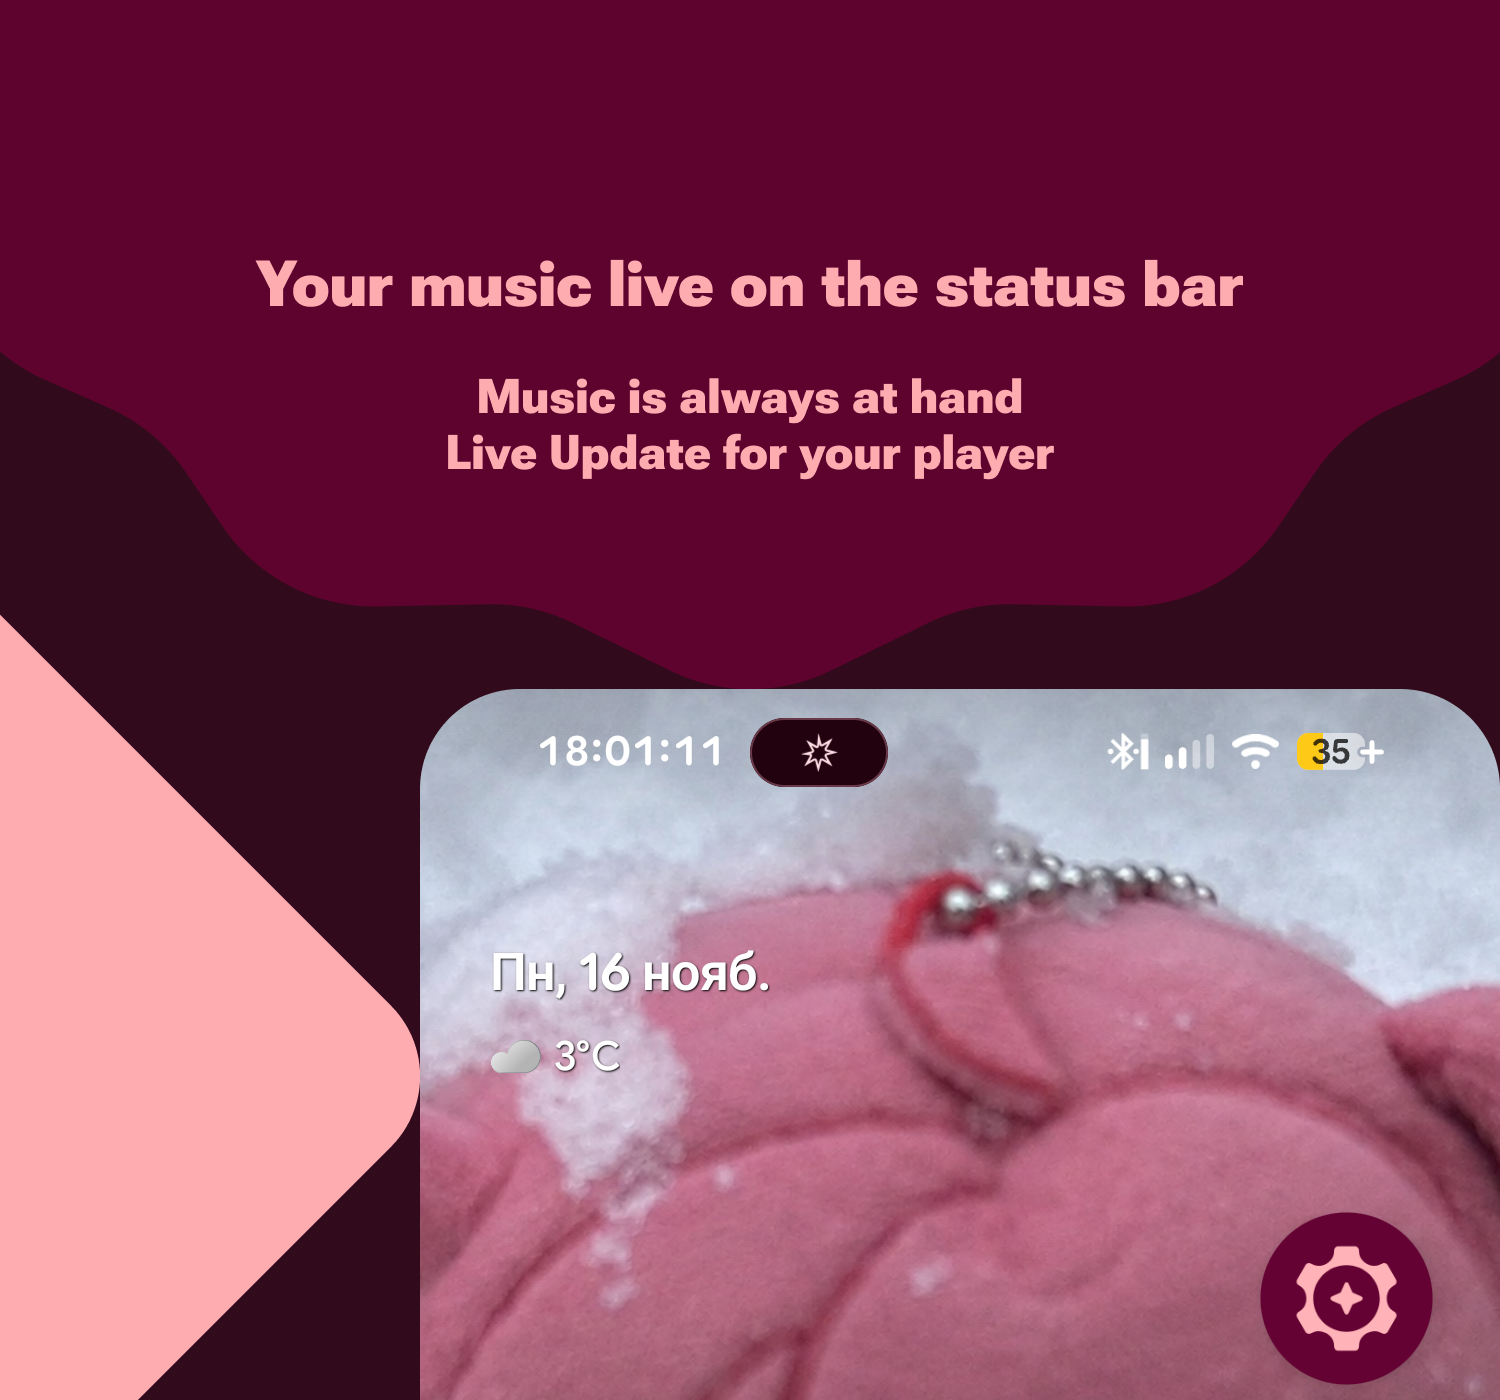 Your music live on the status bar
Music is always at hand
Live Update for your player
18:01:11
35
Пн, 16 нояб.
3°C